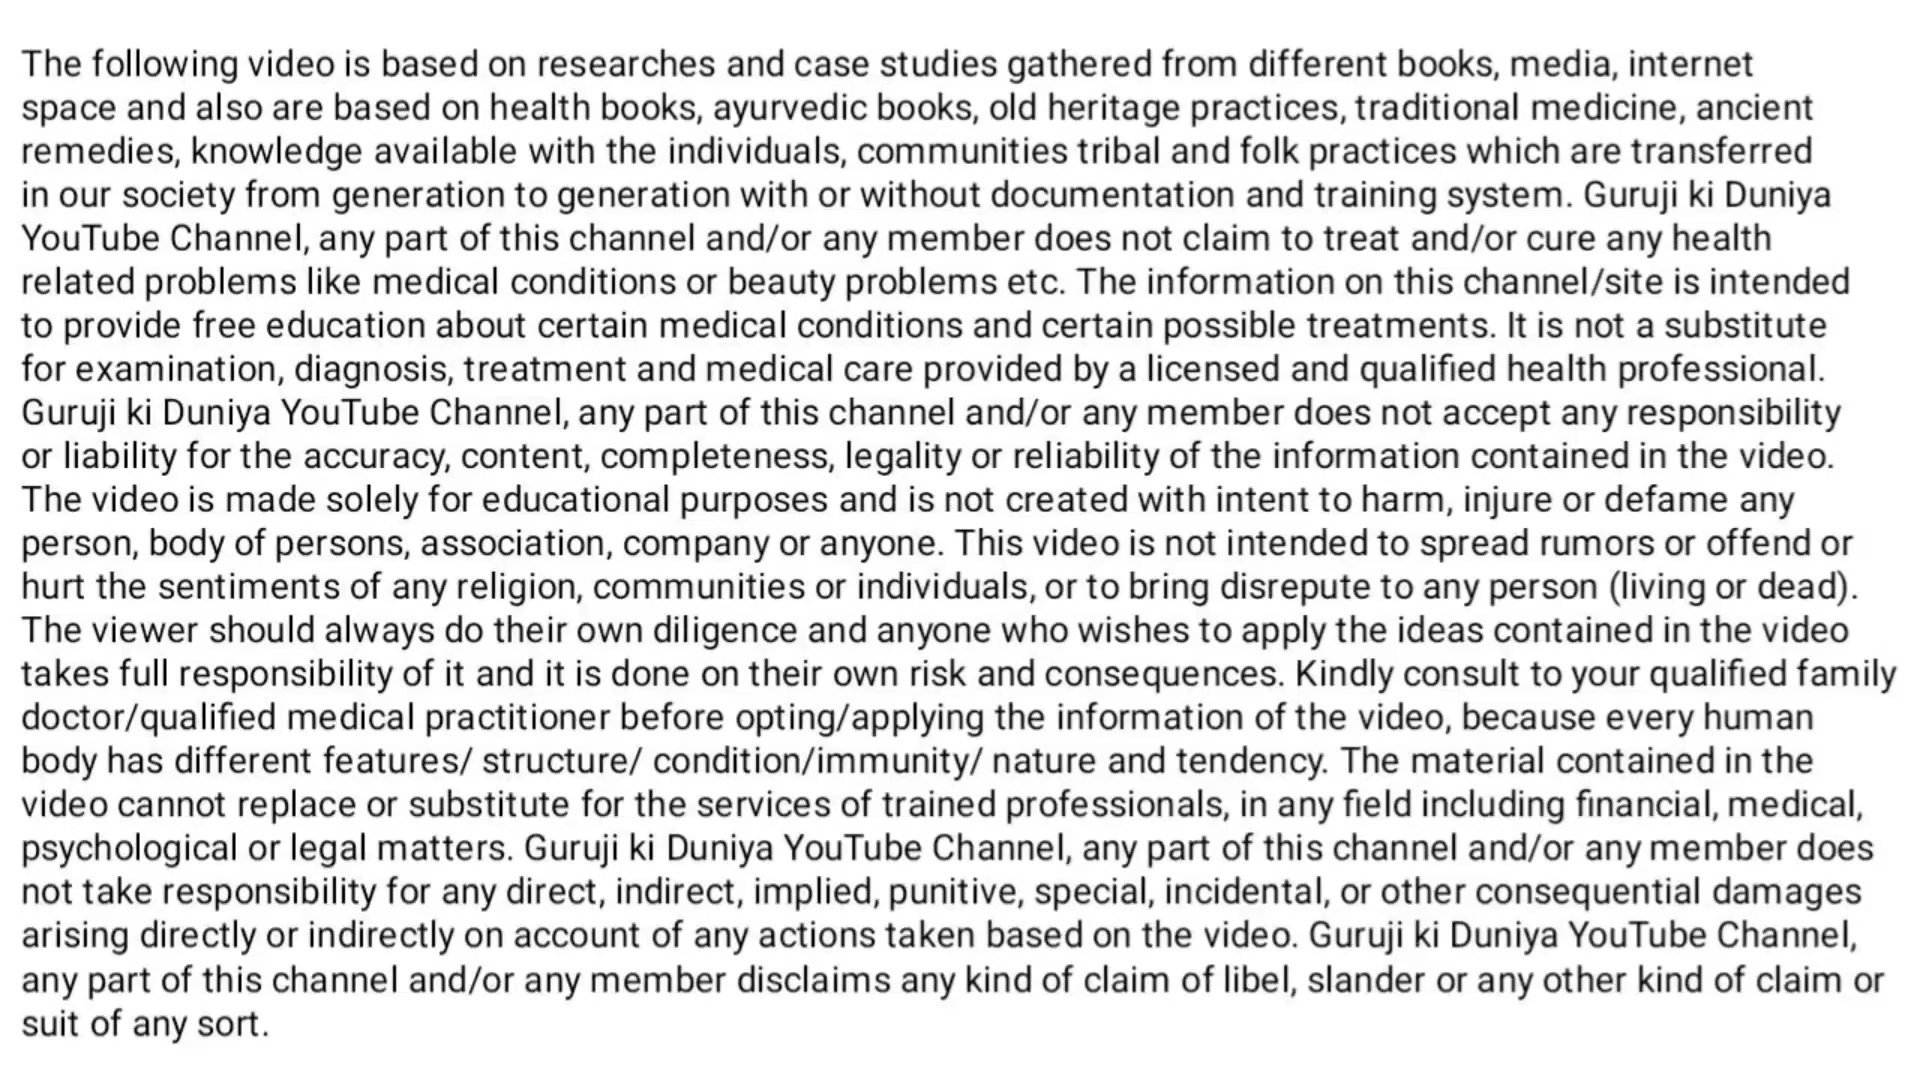 The following video is based on researches and case studies gathered from different books, media, internet
space and also are based on health books, ayurvedic books, old heritage practices, traditional medicine, ancient
remedies, knowledge available with the individuals, communities tribal and folk practices which are transferred
in our society from generation to generation with or without documentation and training system. Guruji ki Duniya
YouTube Channel, any part of this channel and/or any member does not claim to treat and/or cure any health
related problems like medical conditions or beauty problems etc. The information on this channel/site is intended
to provide free education about certain medical conditions and certain possible treatments. It is not a substitute
for examination, diagnosis, treatment and medical care provided by a licensed and qualified health professional.
Guruji ki Duniya YouTube Channel, any part of this channel and/or any member does not accept any responsibility
or liability for the accuracy, content, completeness, legality or reliability of the information contained in the video.
The video is made solely for educational purposes and is not created with intent to harm, injure or defame any
person, body of persons, association, company or anyone. This video is not intended to spread rumors or offend or
hurt the sentiments of any religion, communities or individuals, or to bring disrepute to any person (living or dead).
The viewer should always do their own diligence and anyone who wishes to apply the ideas contained in the video
takes full responsibility of it and it is done on their own risk and consequences. Kindly consult to your qualified family
doctor/qualified medical practitioner before opting/applying the information of the video, because every human
body has different features/ structure/ condition/immunity/ nature and tendency. The material contained in the
video cannot replace or substitute for the services of trained professionals, in any field including financial, medical,
psychological or legal matters. Guruji ki Duniya YouTube Channel, any part of this channel and/or any member does
not take responsibility for any direct, indirect, implied, punitive, special, incidental, or other consequential damages
arising directly or indirectly on account of any actions taken based on the video. Guruji ki Duniya YouTube Channel,
any part of this channel and/or any member disclaims any kind of claim of libel, slander or any other kind of claim or
suit of any sort.